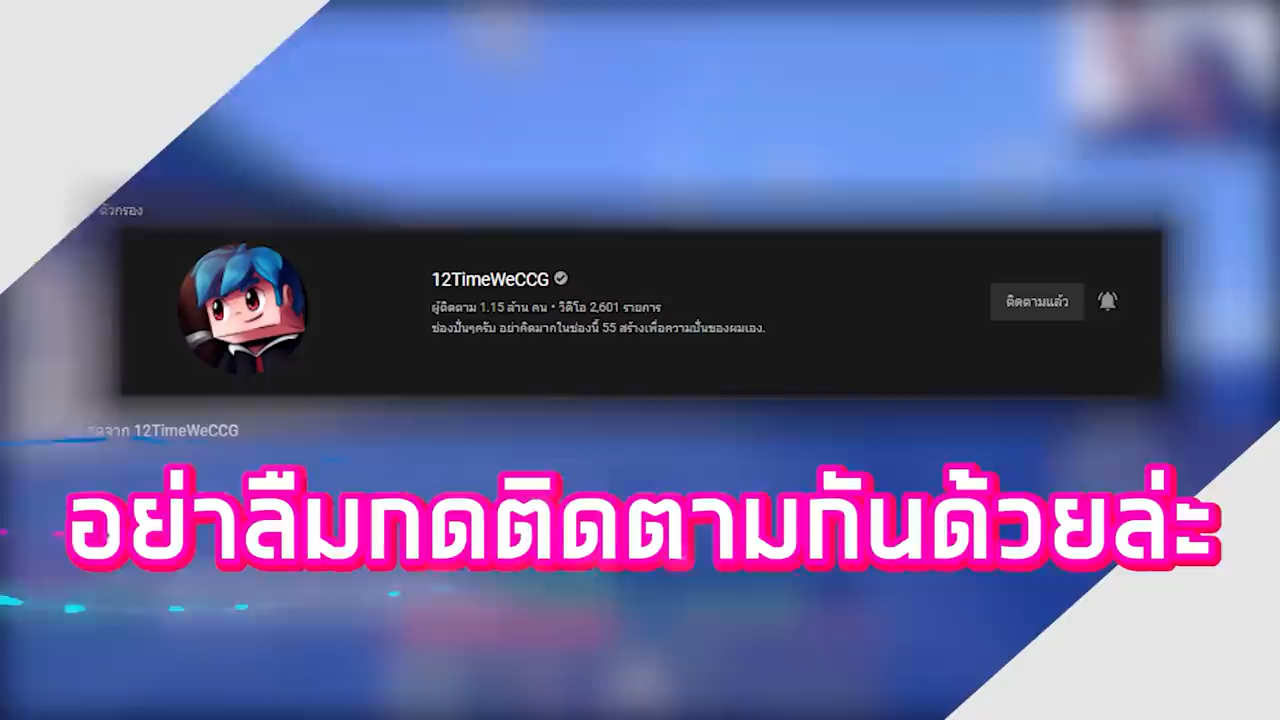 ตัวกรอง
12TimeWeCCG
ผู้ติดตาม 1.15 ล้าน คน • วิดีโอ 2,601 รายการ
ช่องปั่นๆครับ อย่าคิดมากในช่องนี้ 55 สร้างเพื่อความปั่นของผมเอง.
ติดตามแล้ว
จาก 12TimeWeCCG
อย่าลืมกดติดตามกันด้วยล่ะ